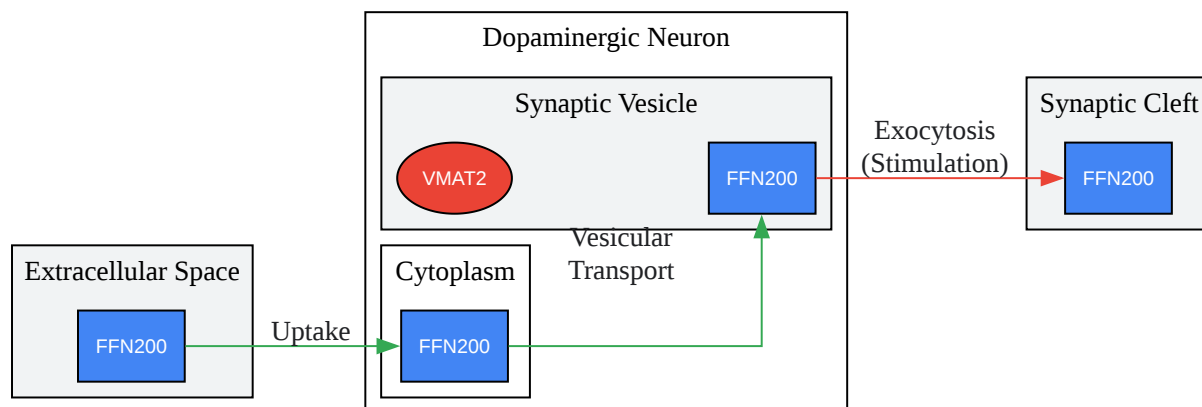 Dopaminergic Neuron
Synaptic Vesicle
Synaptic Cleft
VMAT2
FFN200
Exocytosis
(Stimulation)
FFN200
Vesicular
Transport
Extracellular Space
Cytoplasm
FFN200
Uptake
FFN200